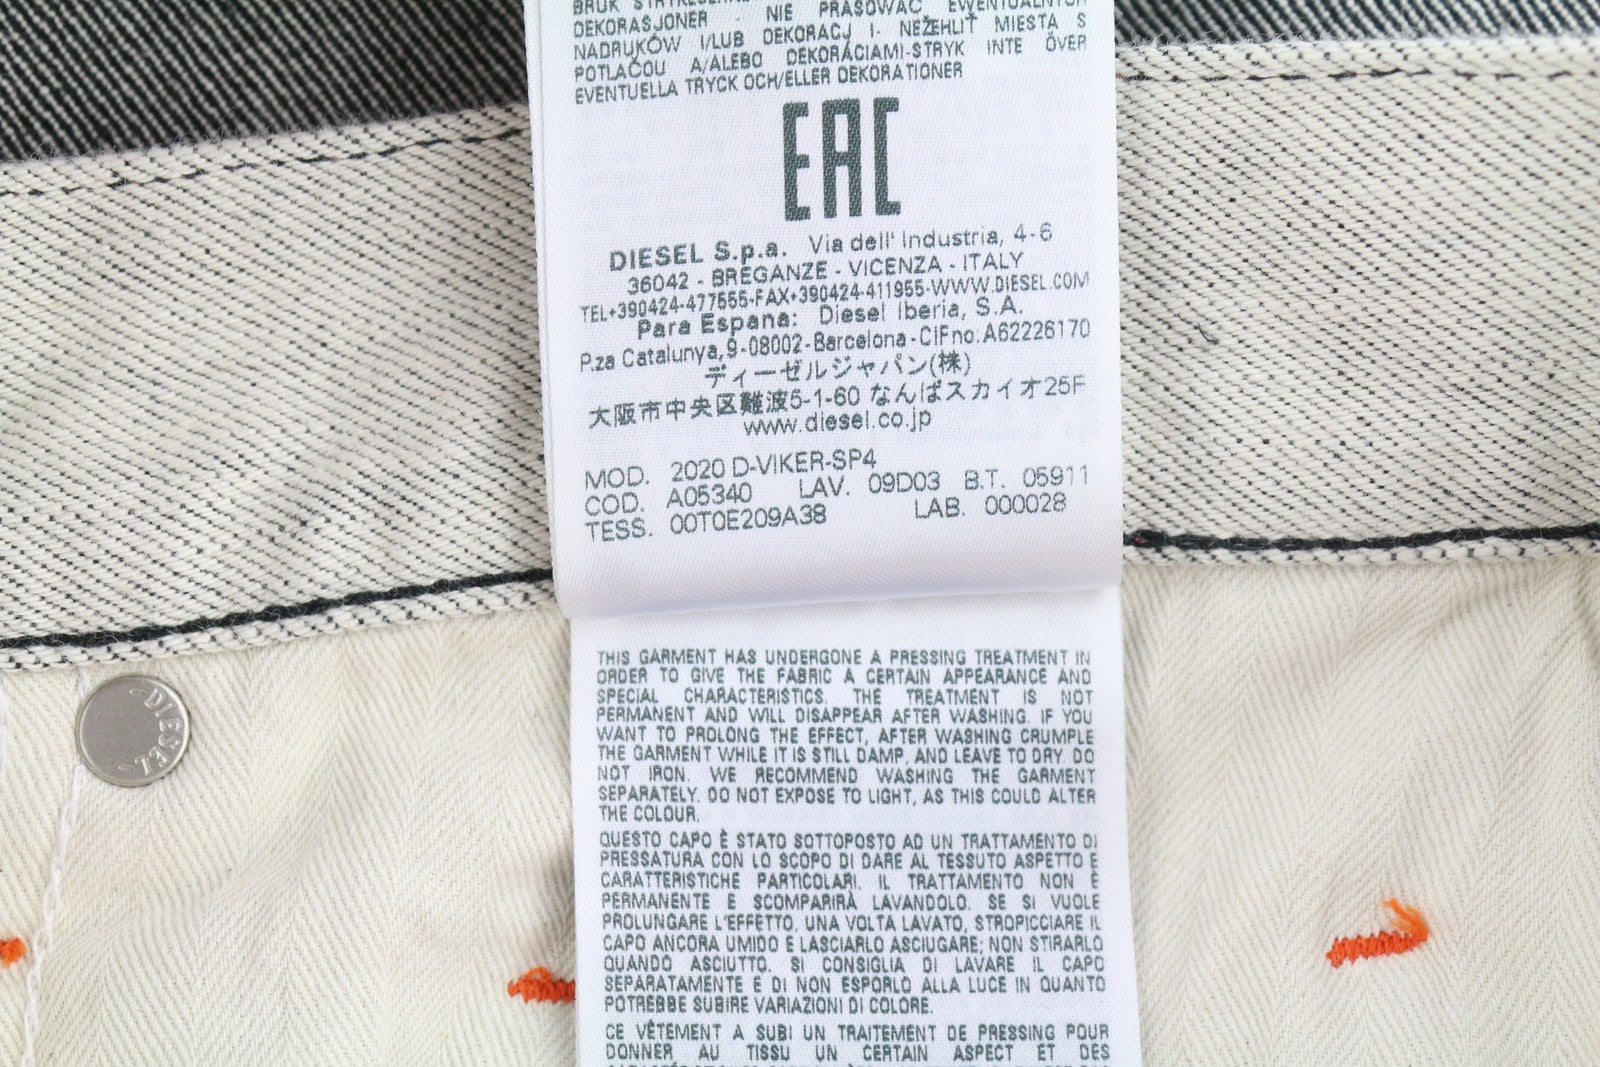 DEKORASJONER - NIE PRASOWAĆ EWENTUALNYCH
NADRUKÓW I/LUB DEKORACJ I- NEŽEHLIT MIESTA S
POTLAČOU A/ALEBO DEKORÁCIAMI-STRYK INTE ÖVER
EVENTUELLA TRYCK OCH/ELLER DEKORATIONER
EAC
DIESEL S.p.a. Via dell' Industria, 4-6
36042 - BREGANZE - VICENZA - ITALY
TEL+390424-477555-FAX+390424-411955-WWW.DIESEL.COM
Para Espana: Diesel Iberia, S.A.
P.za Catalunya,9-08002-Barcelona-CIFno.A62226170
ディーゼルジャパン(株)
大阪市中央区難波5-1-60 なんばスカイオ25F
www.diesel.co.jp
MOD. 2020 D-VIKER-SP4
COD. A05340 LAV. 09D03 B.T. 05911
TESS. 00T0E209A38 LAB. 000028
THIS GARMENT HAS UNDERGONE A PRESSING TREATMENT IN
ORDER TO GIVE THE FABRIC A CERTAIN APPEARANCE AND
SPECIAL CHARACTERISTICS. THE TREATMENT IS NOT
PERMANENT AND WILL DISAPPEAR AFTER WASHING. IF YOU
WANT TO PROLONG THE EFFECT, AFTER WASHING CRUMPLE
THE GARMENT WHILE IT IS STILL DAMP, AND LEAVE TO DRY. DO
NOT IRON. WE RECOMMEND WASHING THE GARMENT
SEPARATELY. DO NOT EXPOSE TO LIGHT, AS THIS COULD ALTER
THE COLOUR.
DIESEL
QUESTO CAPO È STATO SOTTOPOSTO AD UN TRATTAMENTO DI
PRESSATURA CON LO SCOPO DI DARE AL TESSUTO ASPETTO E
CARATTERISTICHE PARTICOLARI. IL TRATTAMENTO NON È
PERMANENTE E SCOMPARIRÀ LAVANDOLO. SE SI VUOLE
PROLUNGARE L'EFFETTO, UNA VOLTA LAVATO, STROPICCIARE IL
CAPO ANCORA UMIDO E LASCIARLO ASCIUGARE; NON STIRARLO
QUANDO ASCIUTTO. SI CONSIGLIA DI LAVARE IL CAPO
SEPARATAMENTE E DI NON ESPORLO ALLA LUCE IN QUANTO
POTREBBE SUBIRE VARIAZIONI DI COLORE.
CE VÊTEMENT A SUBI UN TRAITEMENT DE PRESSING POUR
DONNER AU TISSU UN CERTAIN ASPECT ET DES